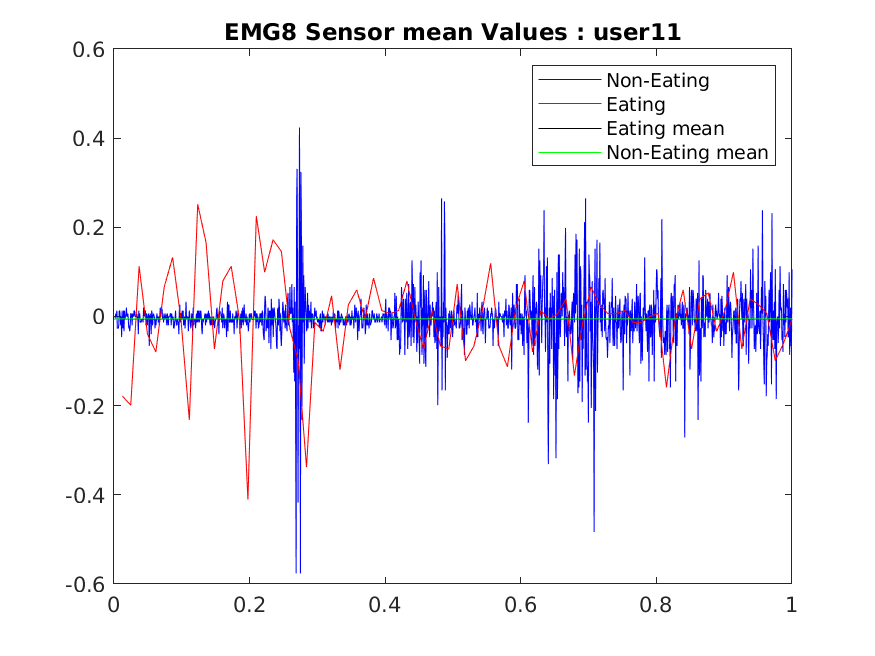 EMG8 Sensor mean Values : user11
0.6
0.4
0.2
0
-0.2
-0.4
-0.6
Non-Eating
Eating
Eating mean
Non-Eating mean
0 0.2 0.4 0.6 0.8 1